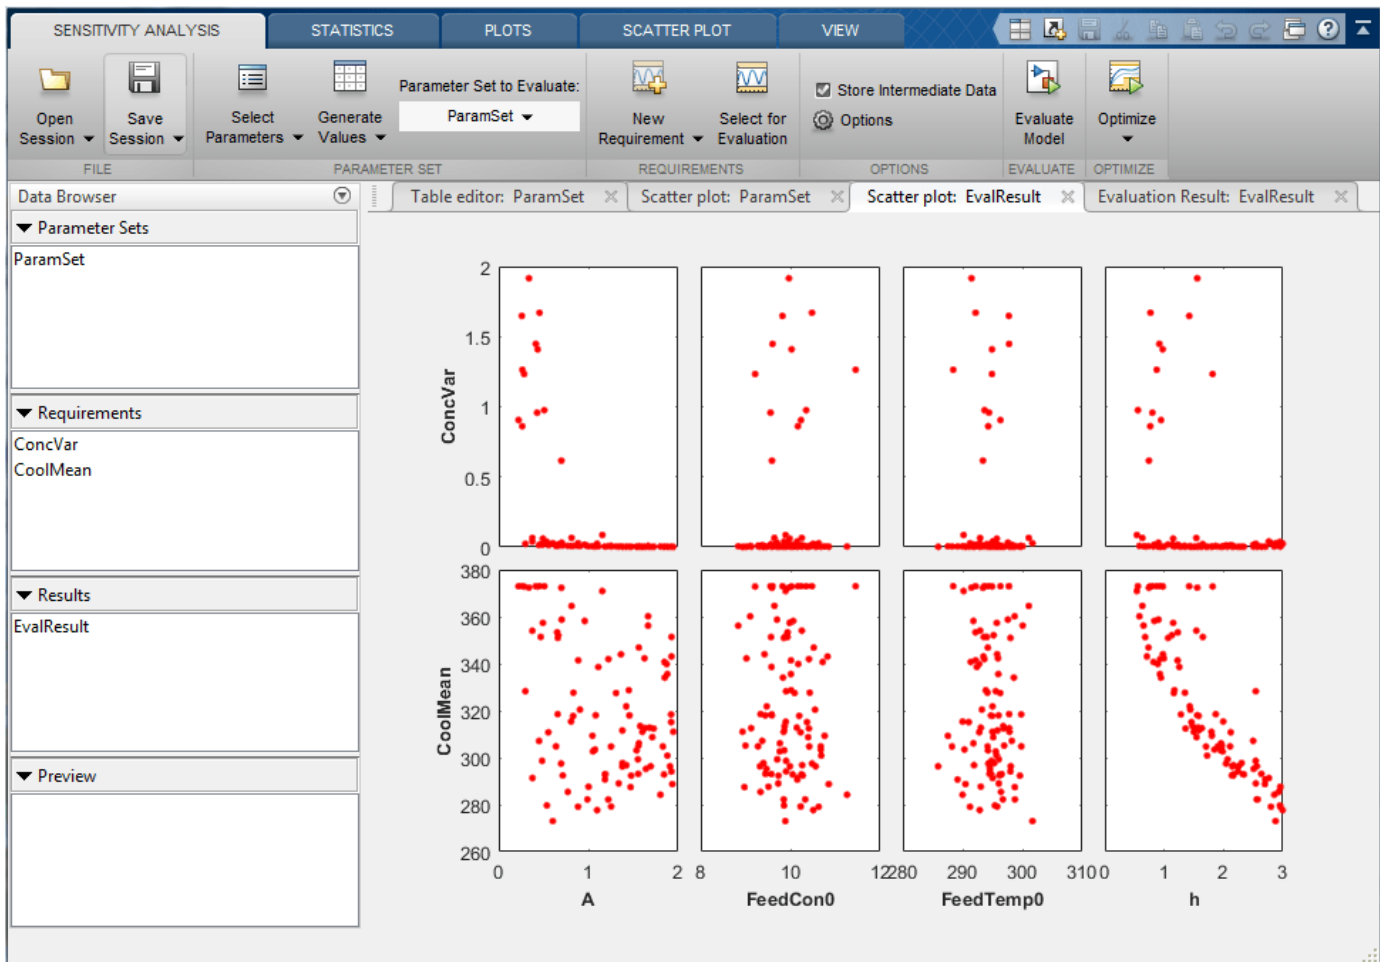 SENSITIVITY ANALYSIS STATISTICS PLOTS SCATTER PLOT VIEW
Open Session
Save Session
FILE
Select Parameters
Generate Values
Parameter Set to Evaluate:
ParamSet
PARAMETER SET
New Requirement
Select for Evaluation
REQUIREMENTS
Store Intermediate Data
Options
OPTIONS
Evaluate Model
EVALUATE
Optimize
OPTIMIZE
Data Browser
Parameter Sets
ParamSet
Requirements
ConcVar
CoolMean
Results
EvalResult
Preview
Table editor: ParamSet
Scatter plot: ParamSet
Scatter plot: EvalResult
Evaluation Result: EvalResult
2
1.5
1
0.5
0
ConcVar
380
360
340
320
300
280
260
CoolMean
0 1 2 8 10 12 280 290 300 310 0 1 2 3
A FeedCon0 FeedTemp0 h